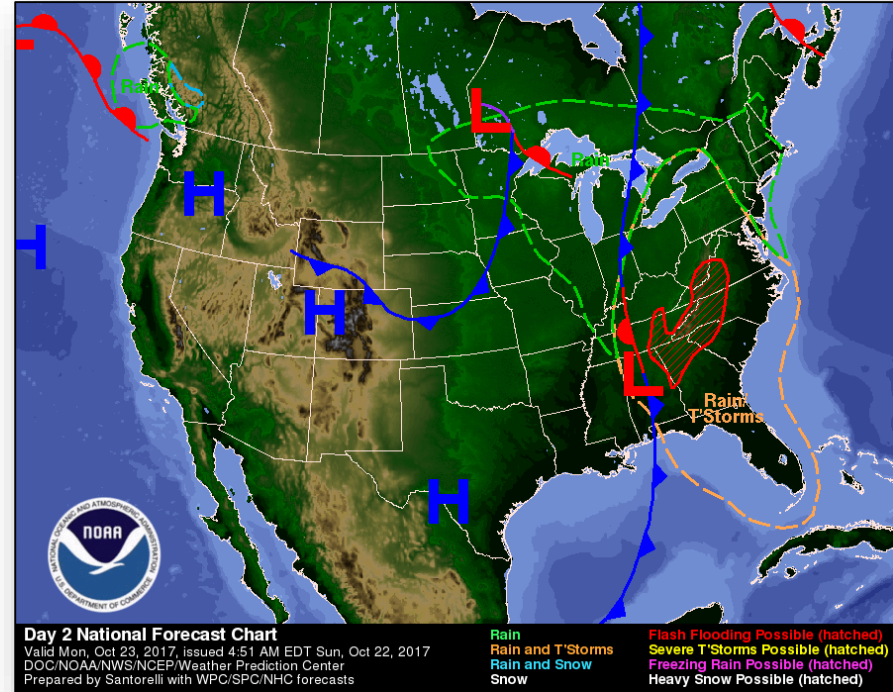 Rain
L
H
Rain
H
H
H
L
Rain/
T'Storms
H
NATIONAL OCEANIC AND ATMOSPHERIC ADMINISTRATION
NOAA
U.S. DEPARTMENT OF COMMERCE
Day 2 National Forecast Chart
Valid Mon, Oct 23, 2017, issued 4:51 AM EDT Sun, Oct 22, 2017
DOC/NOAA/NWS/NCEP/Weather Prediction Center
Prepared by Santorelli with WPC/SPC/NHC forecasts
Rain
Rain and T'Storms
Rain and Snow
Snow
Flash Flooding Possible (hatched)
Severe T'Storms Possible (hatched)
Freezing Rain Possible (hatched)
Heavy Snow Possible (hatched)